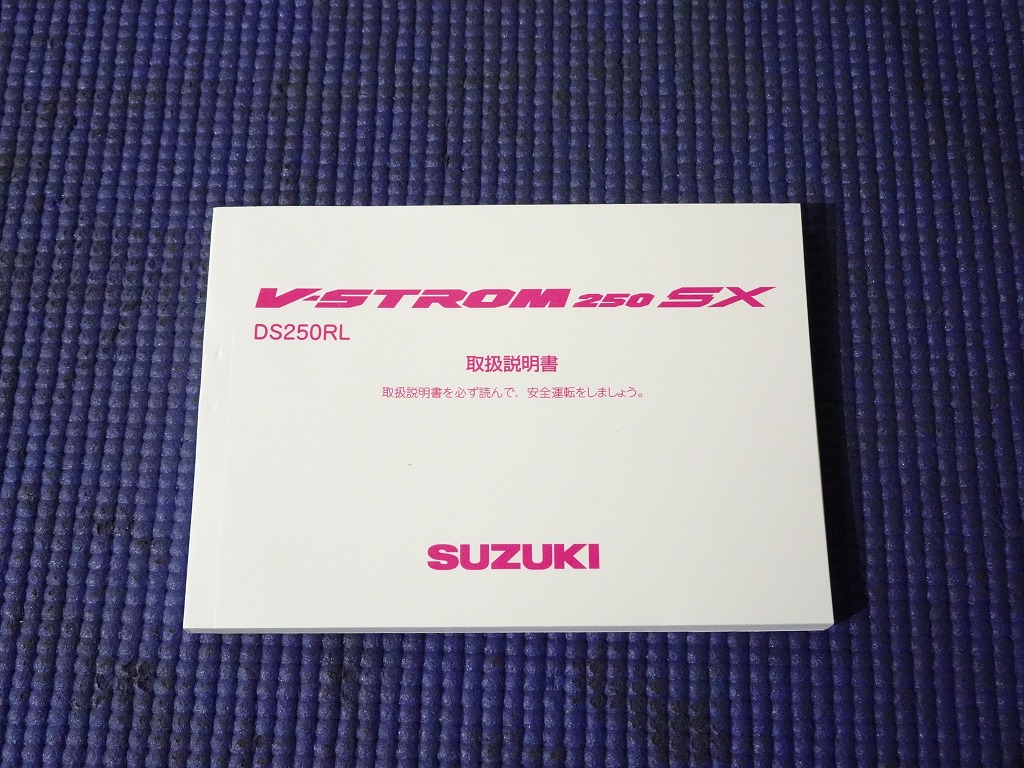 V-STROM 250 SX
DS250RL
取扱説明書
取扱説明書を必ず読んで、安全運転をしましょう。
SUZUKI